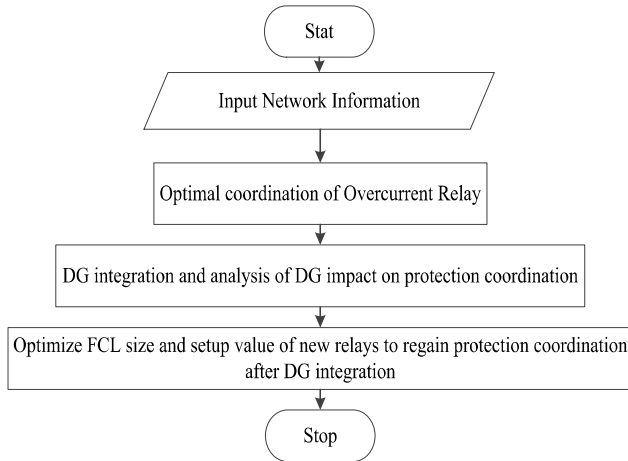 Stat
Input Network Information
Optimal coordination of Overcurrent Relay
DG integration and analysis of DG impact on protection coordination
Optimize FCL size and setup value of new relays to regain protection coordination
after DG integration
Stop